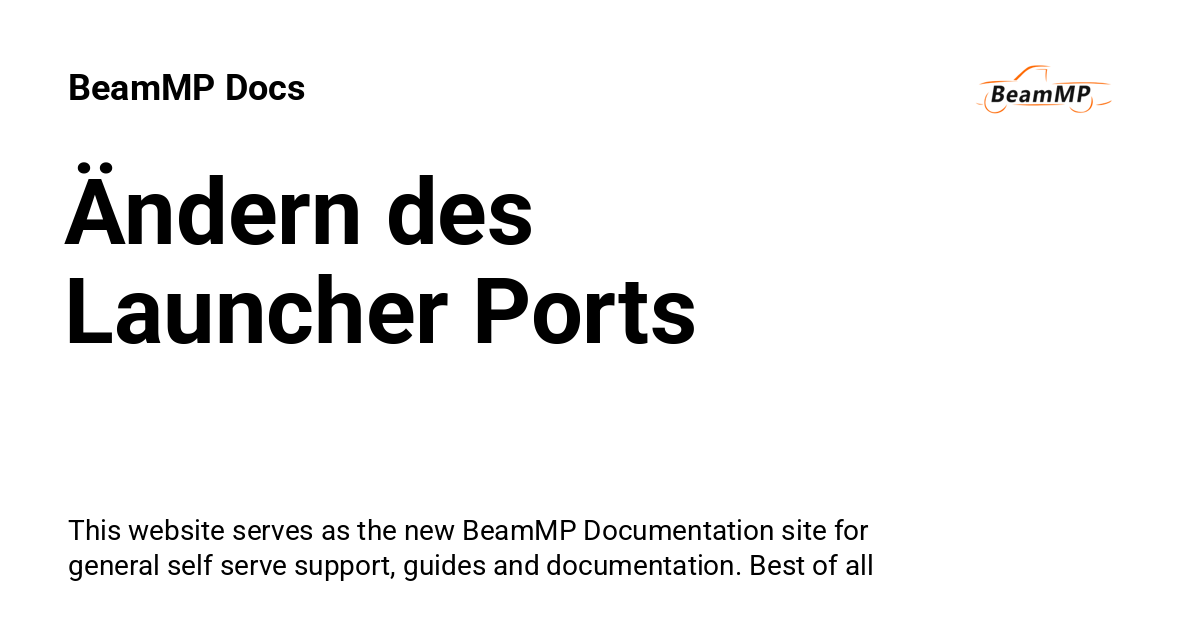 BeamMP Docs
BeamMP
Ändern des
Launcher Ports
This website serves as the new BeamMP Documentation site for
general self serve support, guides and documentation. Best of all